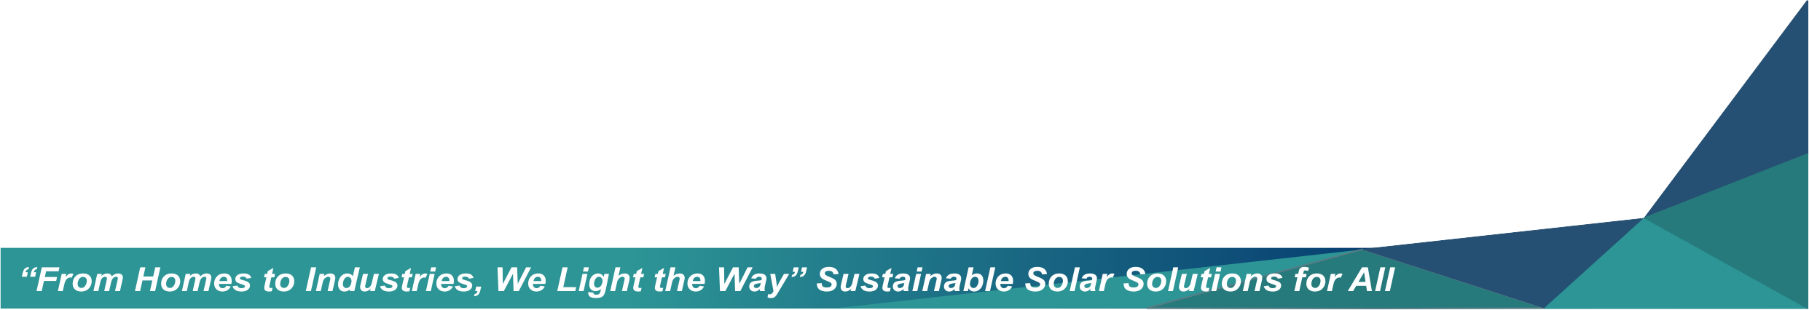 “From Homes to Industries, We Light the Way” Sustainable Solar Solutions for All